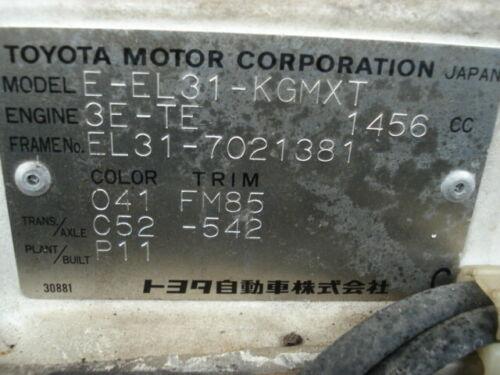 TOYOTA MOTOR CORPORATION JAPAN
MODEL E-EL31-KGMXT
ENGINE 3E-TE 1456 CC
FRAME No. EL31-7021381
COLOR TRIM
041 FM85
TRANS./AXLE C52 -542
PLANT/BUILT P11
30881 トヨタ自動車株式会社 C